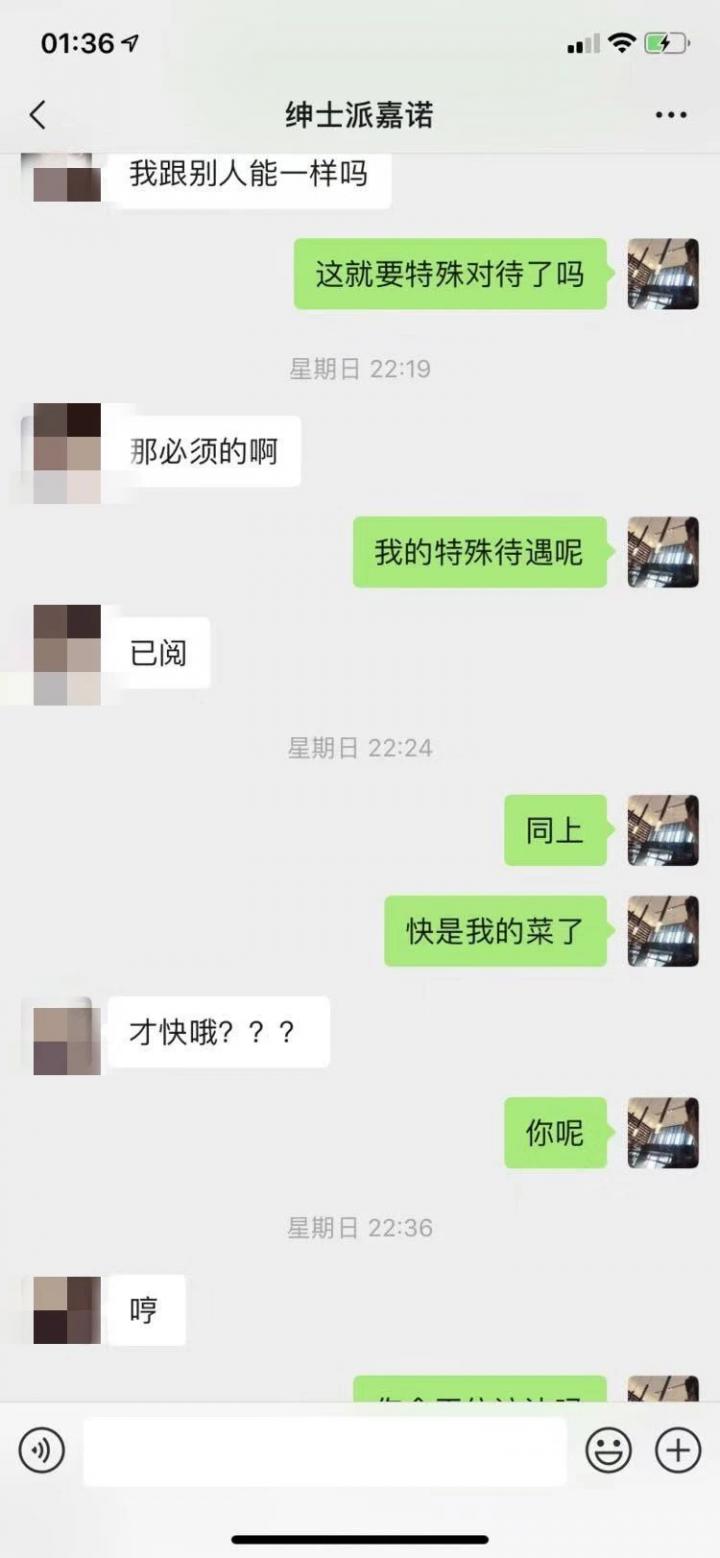 01:36
绅士派嘉诺
我跟别人能一样吗
这就要特殊对待了吗
星期日 22:19
那必须的啊
我的特殊待遇呢
已阅
星期日 22:24
同上
快是我的菜了
才快哦？？？
你呢
星期日 22:36
哼